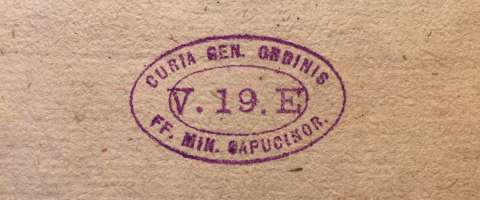 CURIA GEN. ORDINIS
V. 19. E
FF. MIN. CAPUCINOR.